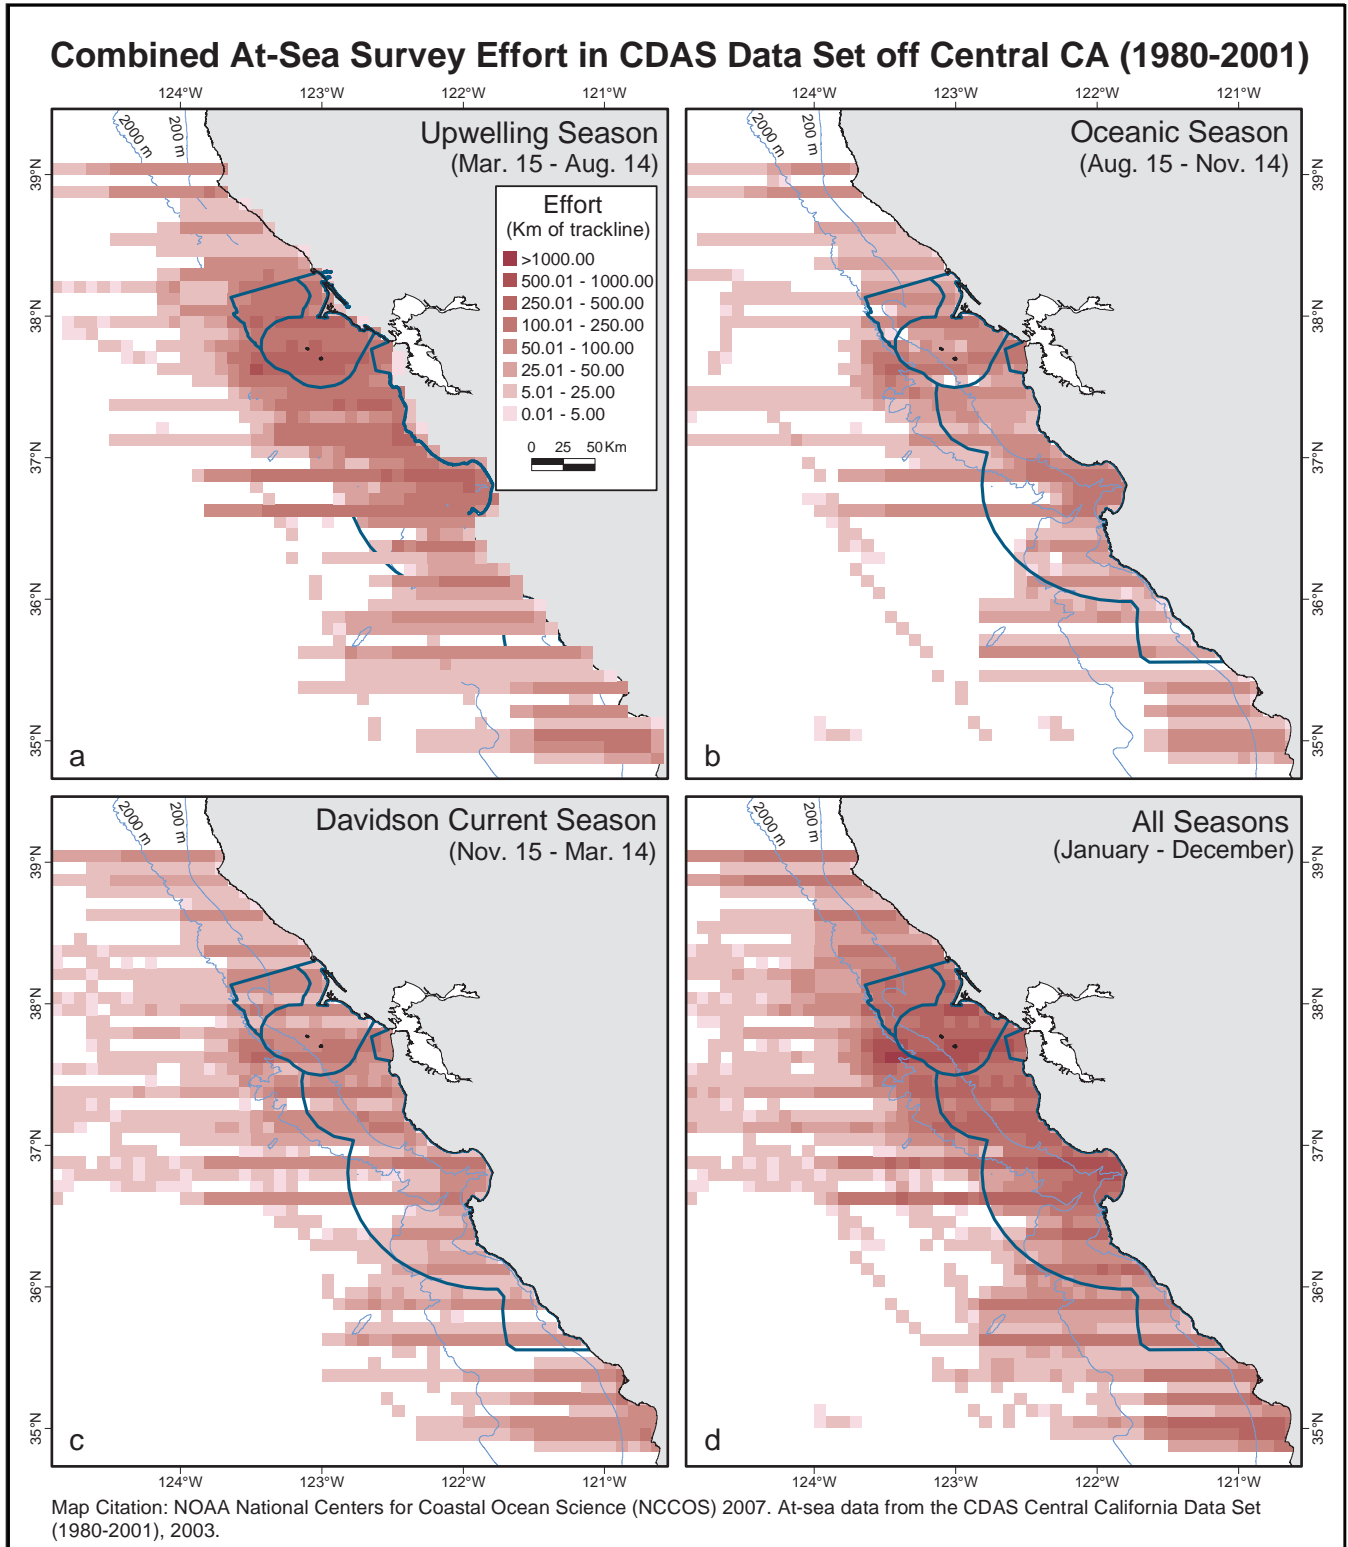 Combined At-Sea Survey Effort in CDAS Data Set off Central CA (1980-2001)
124°W 123°W 122°W 121°W
124°W 123°W 122°W 121°W
2000 m
200 m
Upwelling Season
(Mar. 15 - Aug. 14)
Effort
(Km of trackline)
>1000.00
500.01 - 1000.00
250.01 - 500.00
100.01 - 250.00
50.01 - 100.00
25.01 - 50.00
5.01 - 25.00
0.01 - 5.00
0 25 50 Km
39°N
38°N
37°N
36°N
35°N
a
2000 m
200 m
Oceanic Season
(Aug. 15 - Nov. 14)
39°N
38°N
37°N
36°N
35°N
b
2000 m
200 m
Davidson Current Season
(Nov. 15 - Mar. 14)
39°N
38°N
37°N
36°N
35°N
c
2000 m
200 m
All Seasons
(January - December)
39°N
38°N
37°N
36°N
35°N
d
124°W 123°W 122°W 121°W
124°W 123°W 122°W 121°W
Map Citation: NOAA National Centers for Coastal Ocean Science (NCCOS) 2007. At-sea data from the CDAS Central California Data Set
(1980-2001), 2003.